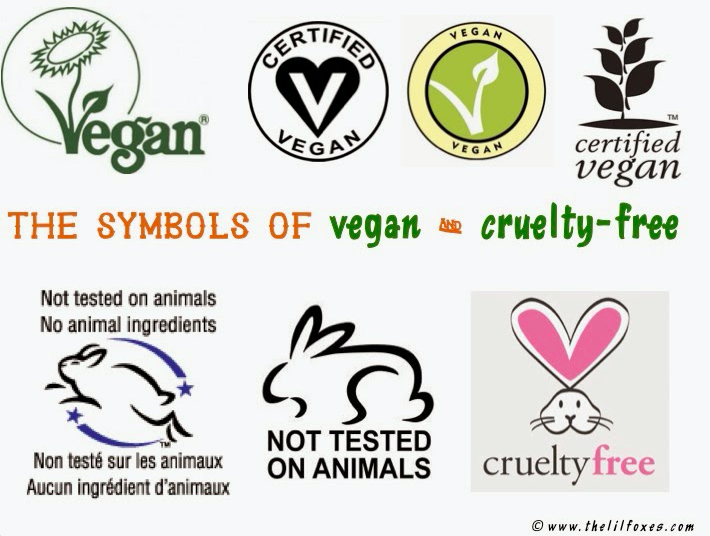 Vegan®
CERTIFIED
VEGAN
VEGAN
VEGAN
certified
vegan
TM
THE SYMBOLS OF vegan AND cruelty-free
Not tested on animals
No animal ingredients
TM
Non testé sur les animaux
Aucun ingrédient d'animaux
NOT TESTED
ON ANIMALS
crueltyfree
© www.thelilfoxes.com